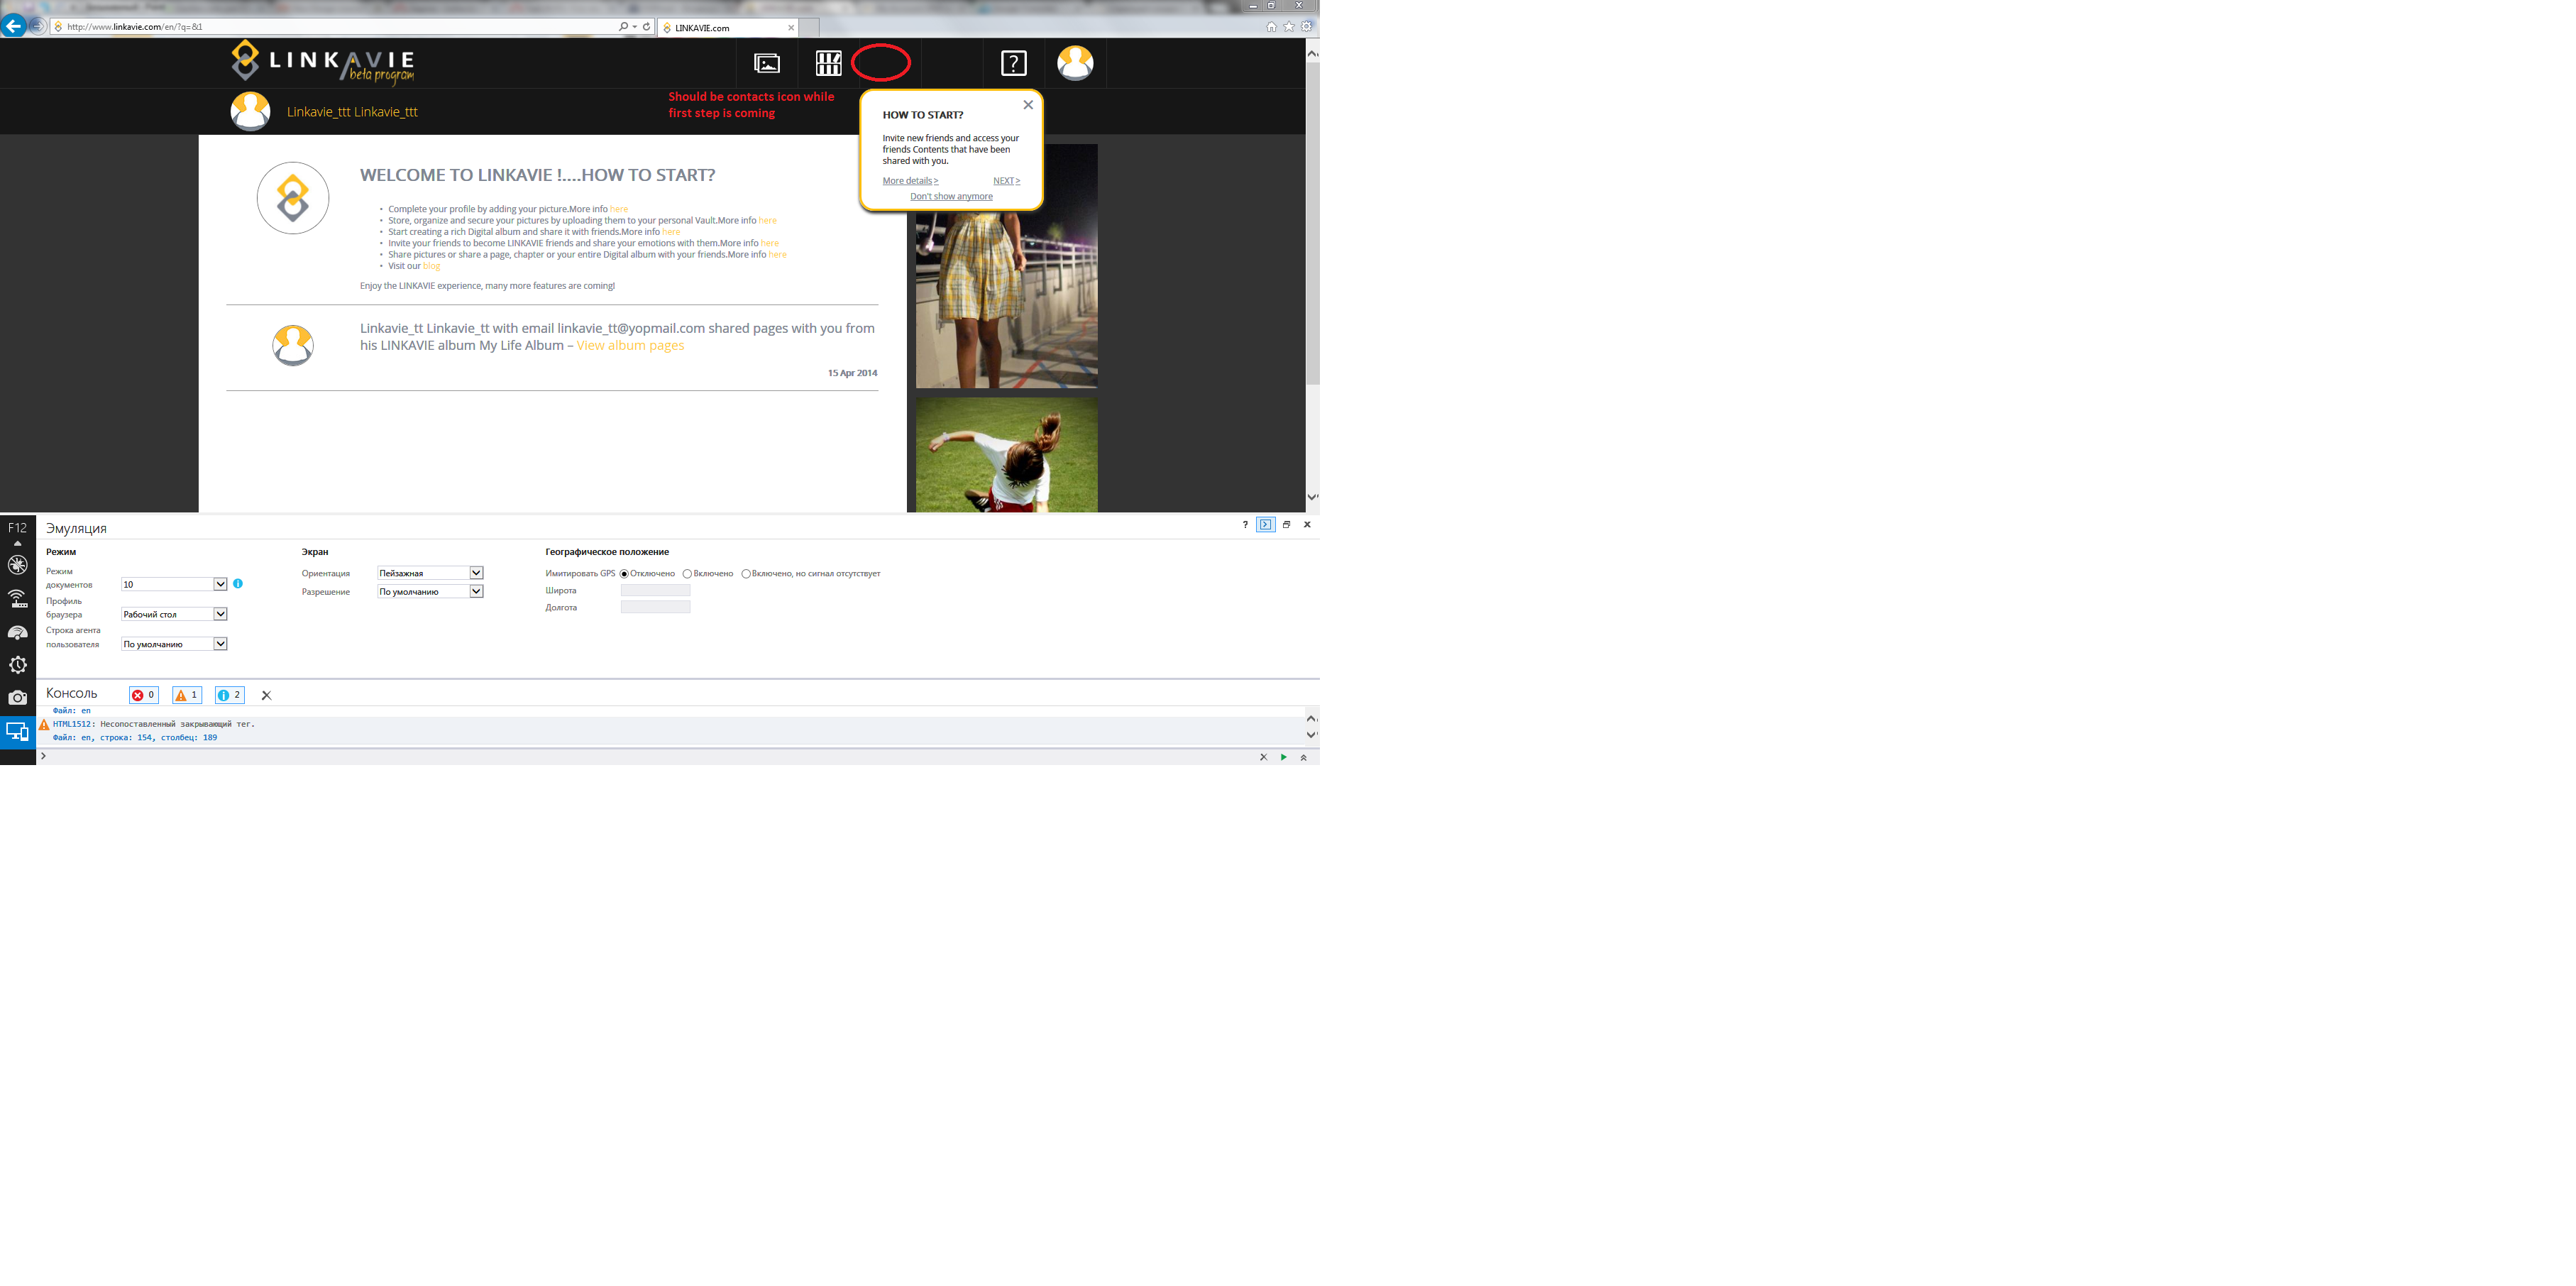 http://www.linkavie.com/en/?q=&1
LINKAVIE.com
LINKAVIE
beta program
?
Should be contacts icon while
first step is coming
Linkavie_ttt Linkavie_ttt
HOW TO START?
Invite new friends and access your
friends Contents that have been
shared with you.
More details >
NEXT >
Don't show anymore
WELCOME TO LINKAVIE !....HOW TO START?
• Complete your profile by adding your picture.More info here
• Store, organize and secure your pictures by uploading them to your personal Vault.More info here
• Start creating a rich Digital album and share it with friends.More info here
• Invite your friends to become LINKAVIE friends and share your emotions with them.More info here
• Share pictures or share a page, chapter or your entire Digital album with your friends.More info here
• Visit our blog
Enjoy the LINKAVIE experience, many more features are coming!
Linkavie_tt Linkavie_tt with email linkavie_tt@yopmail.com shared pages with you from
his LINKAVIE album My Life Album – View album pages
15 Apr 2014
F12
Эмуляция
?
Режим
Режим
документов
10
Профиль
браузера
Рабочий стол
Строка агента
пользователя
По умолчанию
Экран
Ориентация
Пейзажная
Разрешение
По умолчанию
Географическое положение
Имитировать GPS
Отключено
Включено
Включено, но сигнал отсутствует
Широта
Долгота
Консоль
0
1
2
Файл: en
HTML1512: Несопоставленный закрывающий тег.
Файл: en, строка: 154, столбец: 189